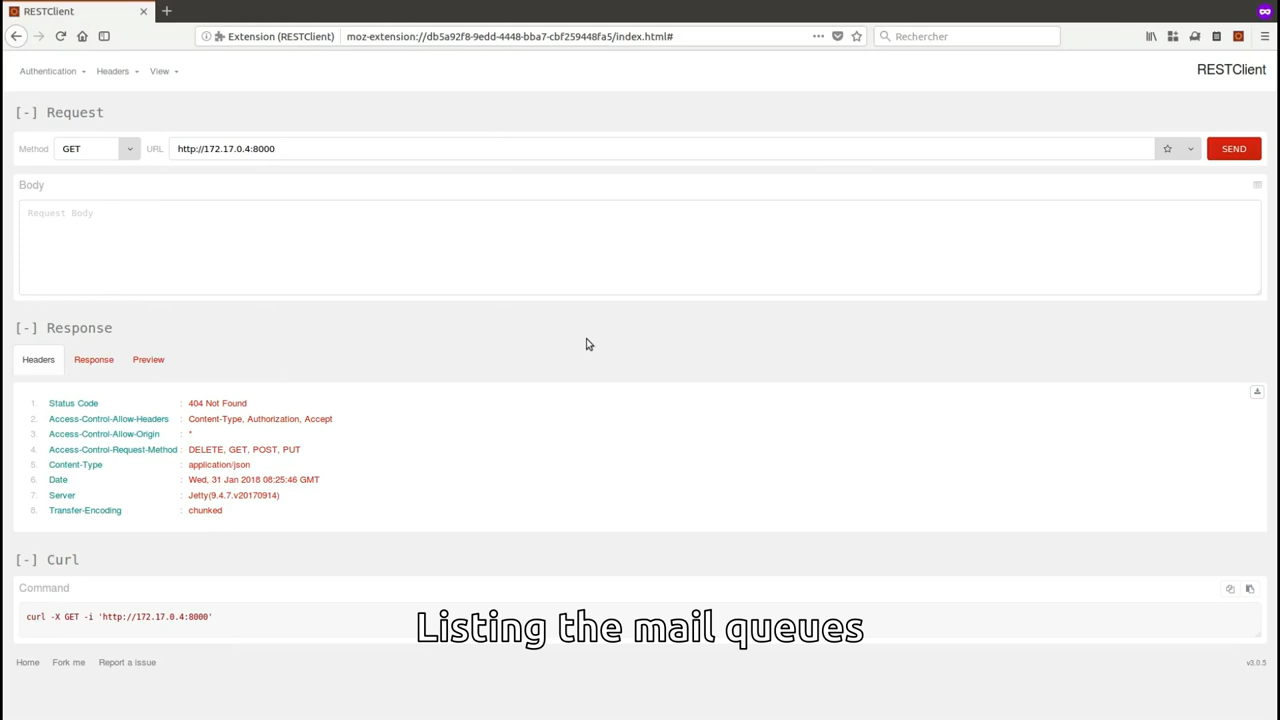 RESTClient
Extension (RESTClient) moz-extension://db5a92f8-9edd-4448-bba7-cbf259448fa5/index.html# Rechercher
Authentication Headers View RESTClient
[-] Request
Method GET URL http://172.17.0.4:8000 SEND
Body
Request Body
[-] Response
Headers Response Preview
1. Status Code : 404 Not Found
2. Access-Control-Allow-Headers : Content-Type, Authorization, Accept
3. Access-Control-Allow-Origin : *
4. Access-Control-Request-Method : DELETE, GET, POST, PUT
5. Content-Type : application/json
6. Date : Wed, 31 Jan 2018 08:25:46 GMT
7. Server : Jetty(9.4.7.v20170914)
8. Transfer-Encoding : chunked
[-] Curl
Command
curl -X GET -i 'http://172.17.0.4:8000'
Listing the mail queues
Home Fork me Report a issue v3.0.5